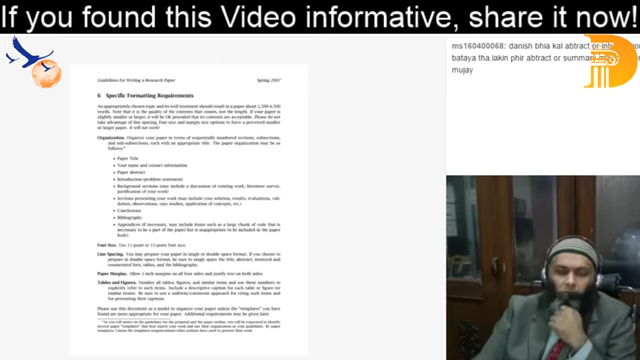 If you found this Video informative, share it now!
ms160400068: danish bhia kal abtract or
bataya tha,lakin phir abtract or summan
mujay
Guidelines for Writing a Research Paper
Spring 2007
6 Specific Formatting Requirements
An appropriately chosen topic and its well treatment should result in a paper about
words. Note that it is the quality of the contents that counts, not the length. If your paper is
slightly smaller or larger, it will be OK provided that its contents are acceptable. Please do not
take advantage of line spacing, font size and margin size options to force a perceived smaller
or larger paper. It will not work!
Organization. Organize your paper in terms of sequentially numbered sections, subsections,
and sub-subsections, each with an appropriate title. The paper organization may be as
follows:
• Paper Title
• Your name and contact information
• Paper abstract
• Introduction (problem statement)
• Background sections (may include a discussion of existing work, literature survey,
justification of your work)
• Sections presenting your work (may include your solution, results, evaluations, val-
idation, observations, case studies, application of concepts, etc.)
• Conclusions
• Bibliography
• Appendices (if necessary, may include items such as a large chunk of code that is
necessary to be a part of the paper but is inappropriate to be included in the paper
body)
Font Size. Use 11 point or 12 point font size.
Line Spacing. You may prepare your paper in single or double space format. If you choose to
prepare in double space format, be sure to single space the title, abstract, itemized and
enumerated lists, tables, and the bibliography.
Paper Margins. Allow 1 inch margins on all four sides and justify text on both sides.
Tables and Figures. Number all tables, figures, and similar items and use these numbers to
explicitly refer to such items. Include a descriptive caption for each table or figure for
similar items. Be sure to use a uniform/consistent approach for citing such items and
for presenting their captions.
Please use this document as a model to organize your paper unless the "templates" you have
found are more appropriate for your paper. Additional requirements may be given later.